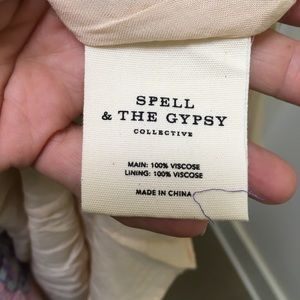 SPELL
& THE GYPSY
COLLECTIVE
MAIN: 100% VISCOSE
LINING: 100% VISCOSE
MADE IN CHINA